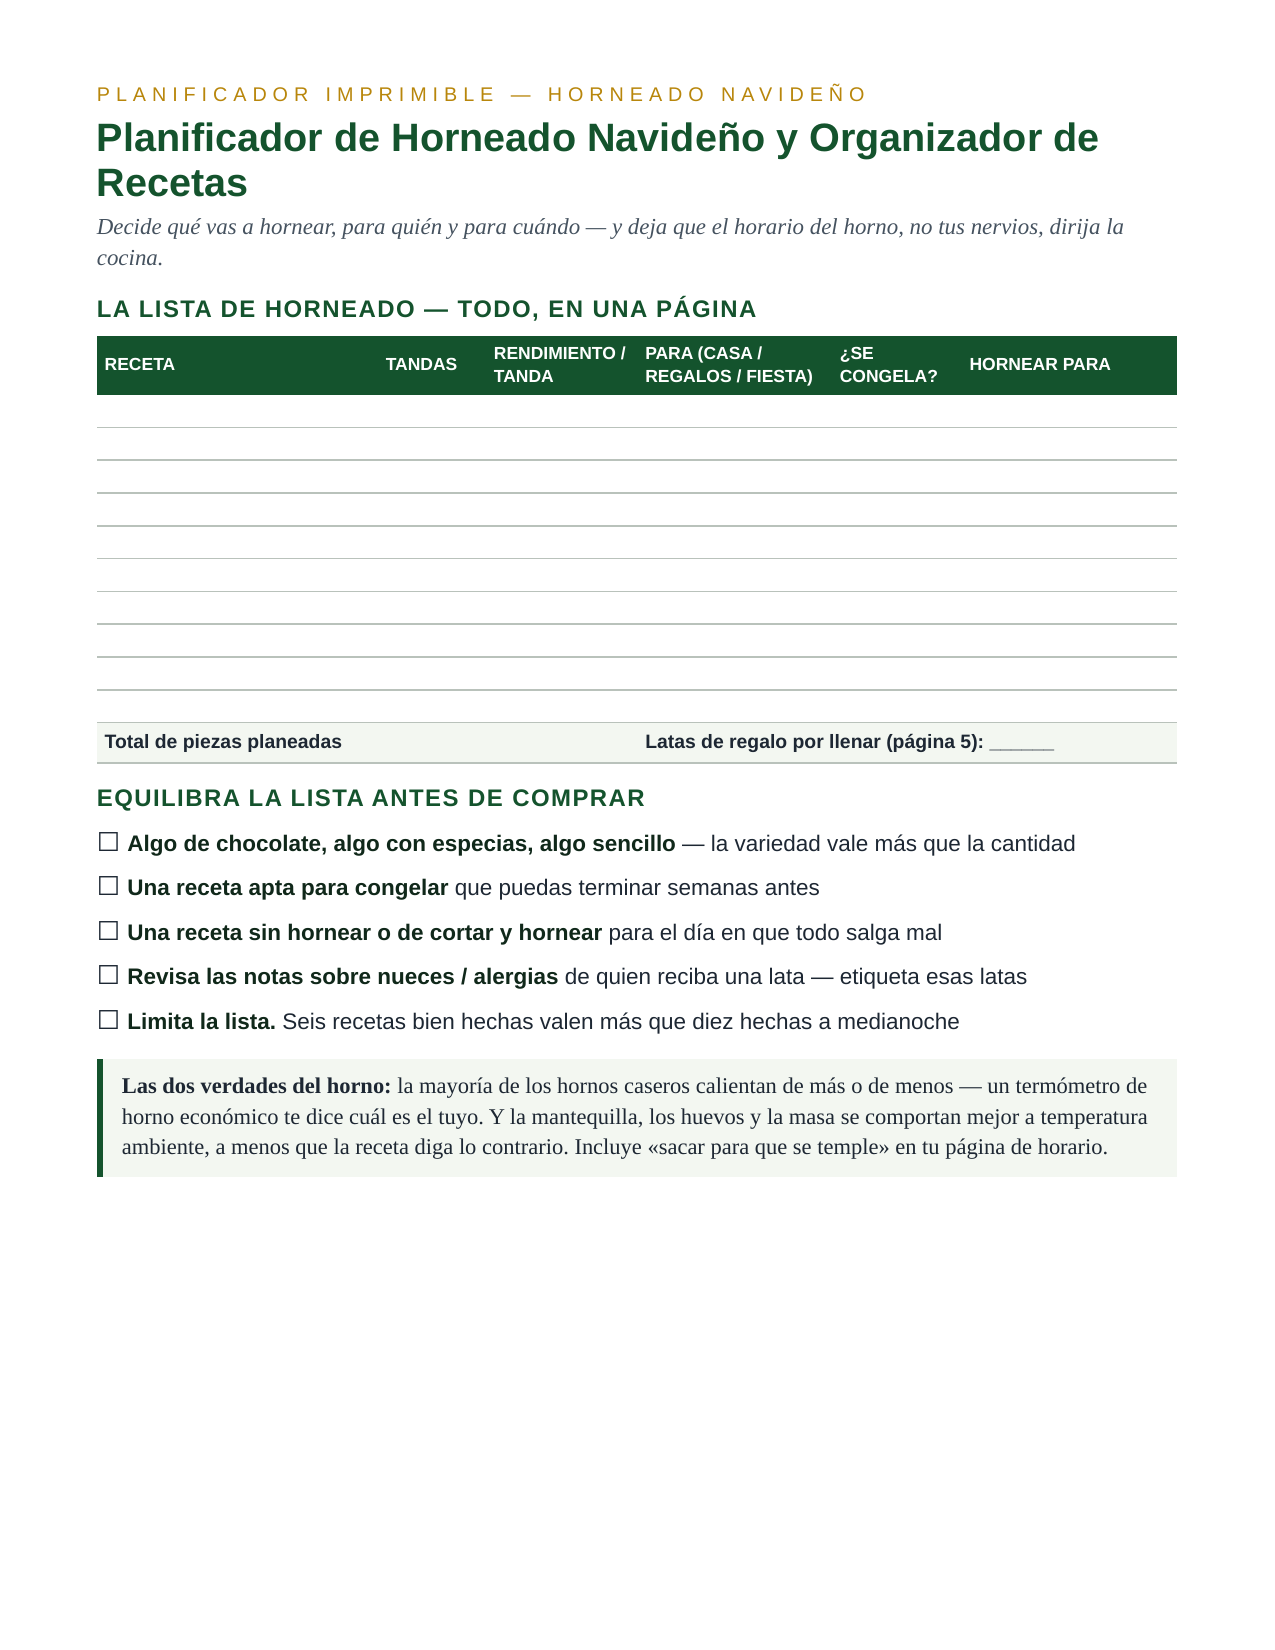 PLANIFICADOR IMPRIMIBLE — HORNEADO NAVIDEÑO
Planificador de Horneado Navideño y Organizador de
Recetas
Decide qué vas a hornear, para quién y para cuándo — y deja que el horario del horno, no tus nervios, dirija la
cocina.
LA LISTA DE HORNEADO — TODO, EN UNA PÁGINA
RECETA TANDAS RENDIMIENTO / TANDA PARA (CASA / REGALOS / FIESTA) ¿SE CONGELA? HORNEAR PARA
Total de piezas planeadas Latas de regalo por llenar (página 5): ______
EQUILIBRA LA LISTA ANTES DE COMPRAR
☐ Algo de chocolate, algo con especias, algo sencillo — la variedad vale más que la cantidad
☐ Una receta apta para congelar que puedas terminar semanas antes
☐ Una receta sin hornear o de cortar y hornear para el día en que todo salga mal
☐ Revisa las notas sobre nueces / alergias de quien reciba una lata — etiqueta esas latas
☐ Limita la lista. Seis recetas bien hechas valen más que diez hechas a medianoche
Las dos verdades del horno: la mayoría de los hornos caseros calientan de más o de menos — un termómetro de
horno económico te dice cuál es el tuyo. Y la mantequilla, los huevos y la masa se comportan mejor a temperatura
ambiente, a menos que la receta diga lo contrario. Incluye «sacar para que se temple» en tu página de horario.